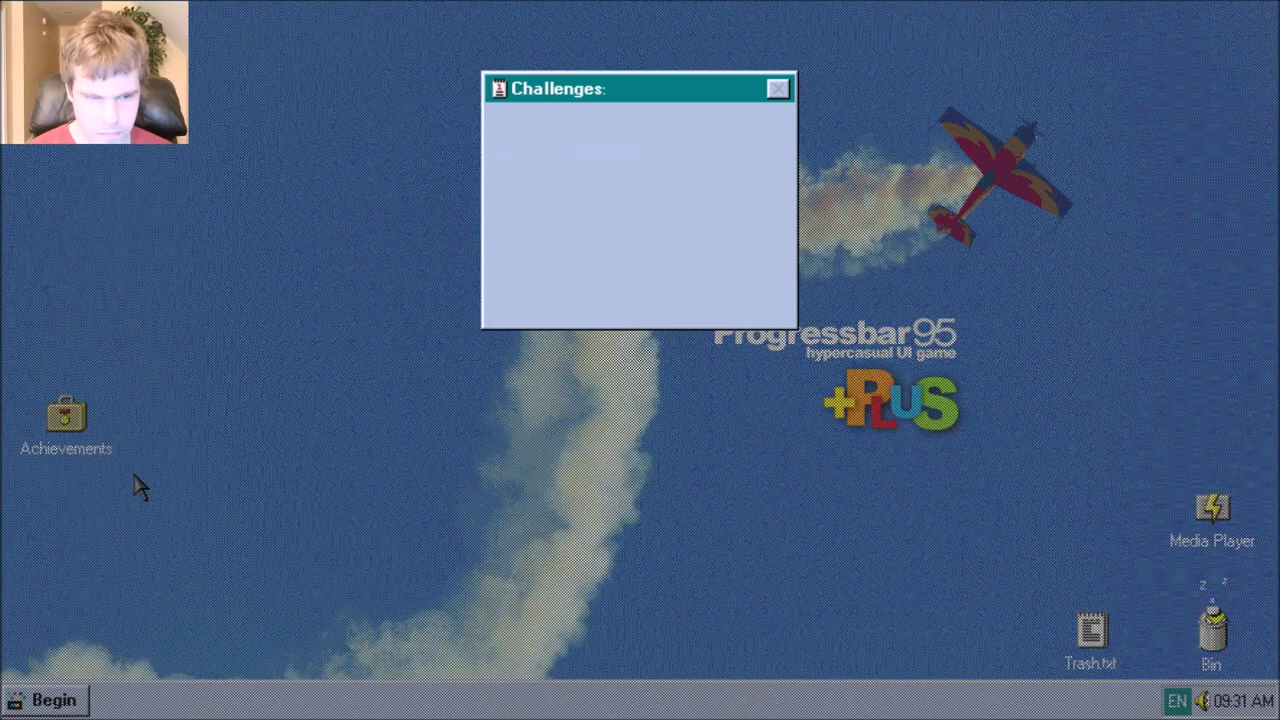 Challenges:
Progressbar95
hypercasual UI game
+PLUS
Achievements
Media Player
z z
Trash.txt
Bin
Begin
EN
09:31 AM